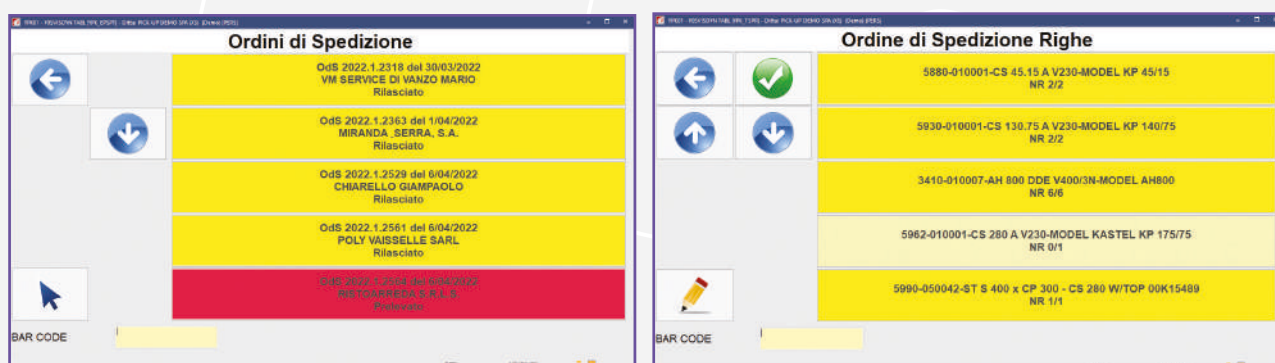 Ordini di Spedizione
OdS 2022.1.2318 del 30/03/2022
VM SERVICE DI VANZO MARIO
Rilasciato
OdS 2022.1.2363 del 1/04/2022
MIRANDA ,SERRA, S.A.
Rilasciato
OdS 2022.1.2529 del 6/04/2022
CHIARELLO GIAMPAOLO
Rilasciato
OdS 2022.1.2561 del 6/04/2022
POLY VAISSELLE SARL
Rilasciato
BAR CODE
Ordine di Spedizione Righe
5880-010001-CS 45.15 A V230-MODEL KP 45/15
NR 2/2
5930-010001-CS 130.75 A V230-MODEL KP 140/75
NR 2/2
3410-010007-AH 800 DDE V400/3N-MODEL AH800
NR 6/6
5962-010001-CS 280 A V230-MODEL KASTEL KP 175/75
NR 0/1
5990-050042-ST S 400 x CP 300 - CS 280 W/TOP 00K15489
NR 1/1
BAR CODE